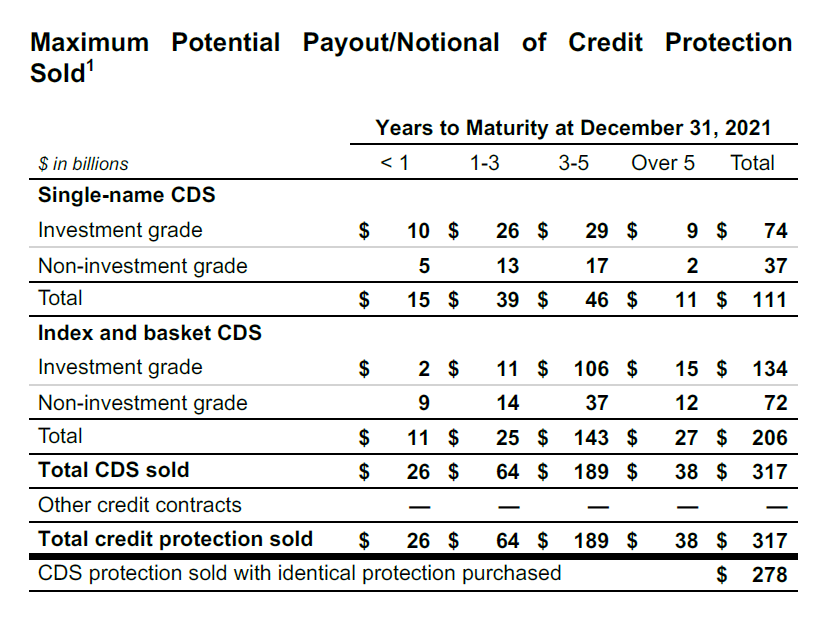 Maximum Potential Payout/Notional of Credit Protection
Sold1
Years to Maturity at December 31, 2021
$ in billions < 1 1-3 3-5 Over 5 Total
Single-name CDS
Investment grade $ 10 $ 26 $ 29 $ 9 $ 74
Non-investment grade 5 13 17 2 37
Total $ 15 $ 39 $ 46 $ 11 $ 111
Index and basket CDS
Investment grade $ 2 $ 11 $ 106 $ 15 $ 134
Non-investment grade 9 14 37 12 72
Total $ 11 $ 25 $ 143 $ 27 $ 206
Total CDS sold $ 26 $ 64 $ 189 $ 38 $ 317
Other credit contracts — — — — —
Total credit protection sold $ 26 $ 64 $ 189 $ 38 $ 317
CDS protection sold with identical protection purchased $ 278